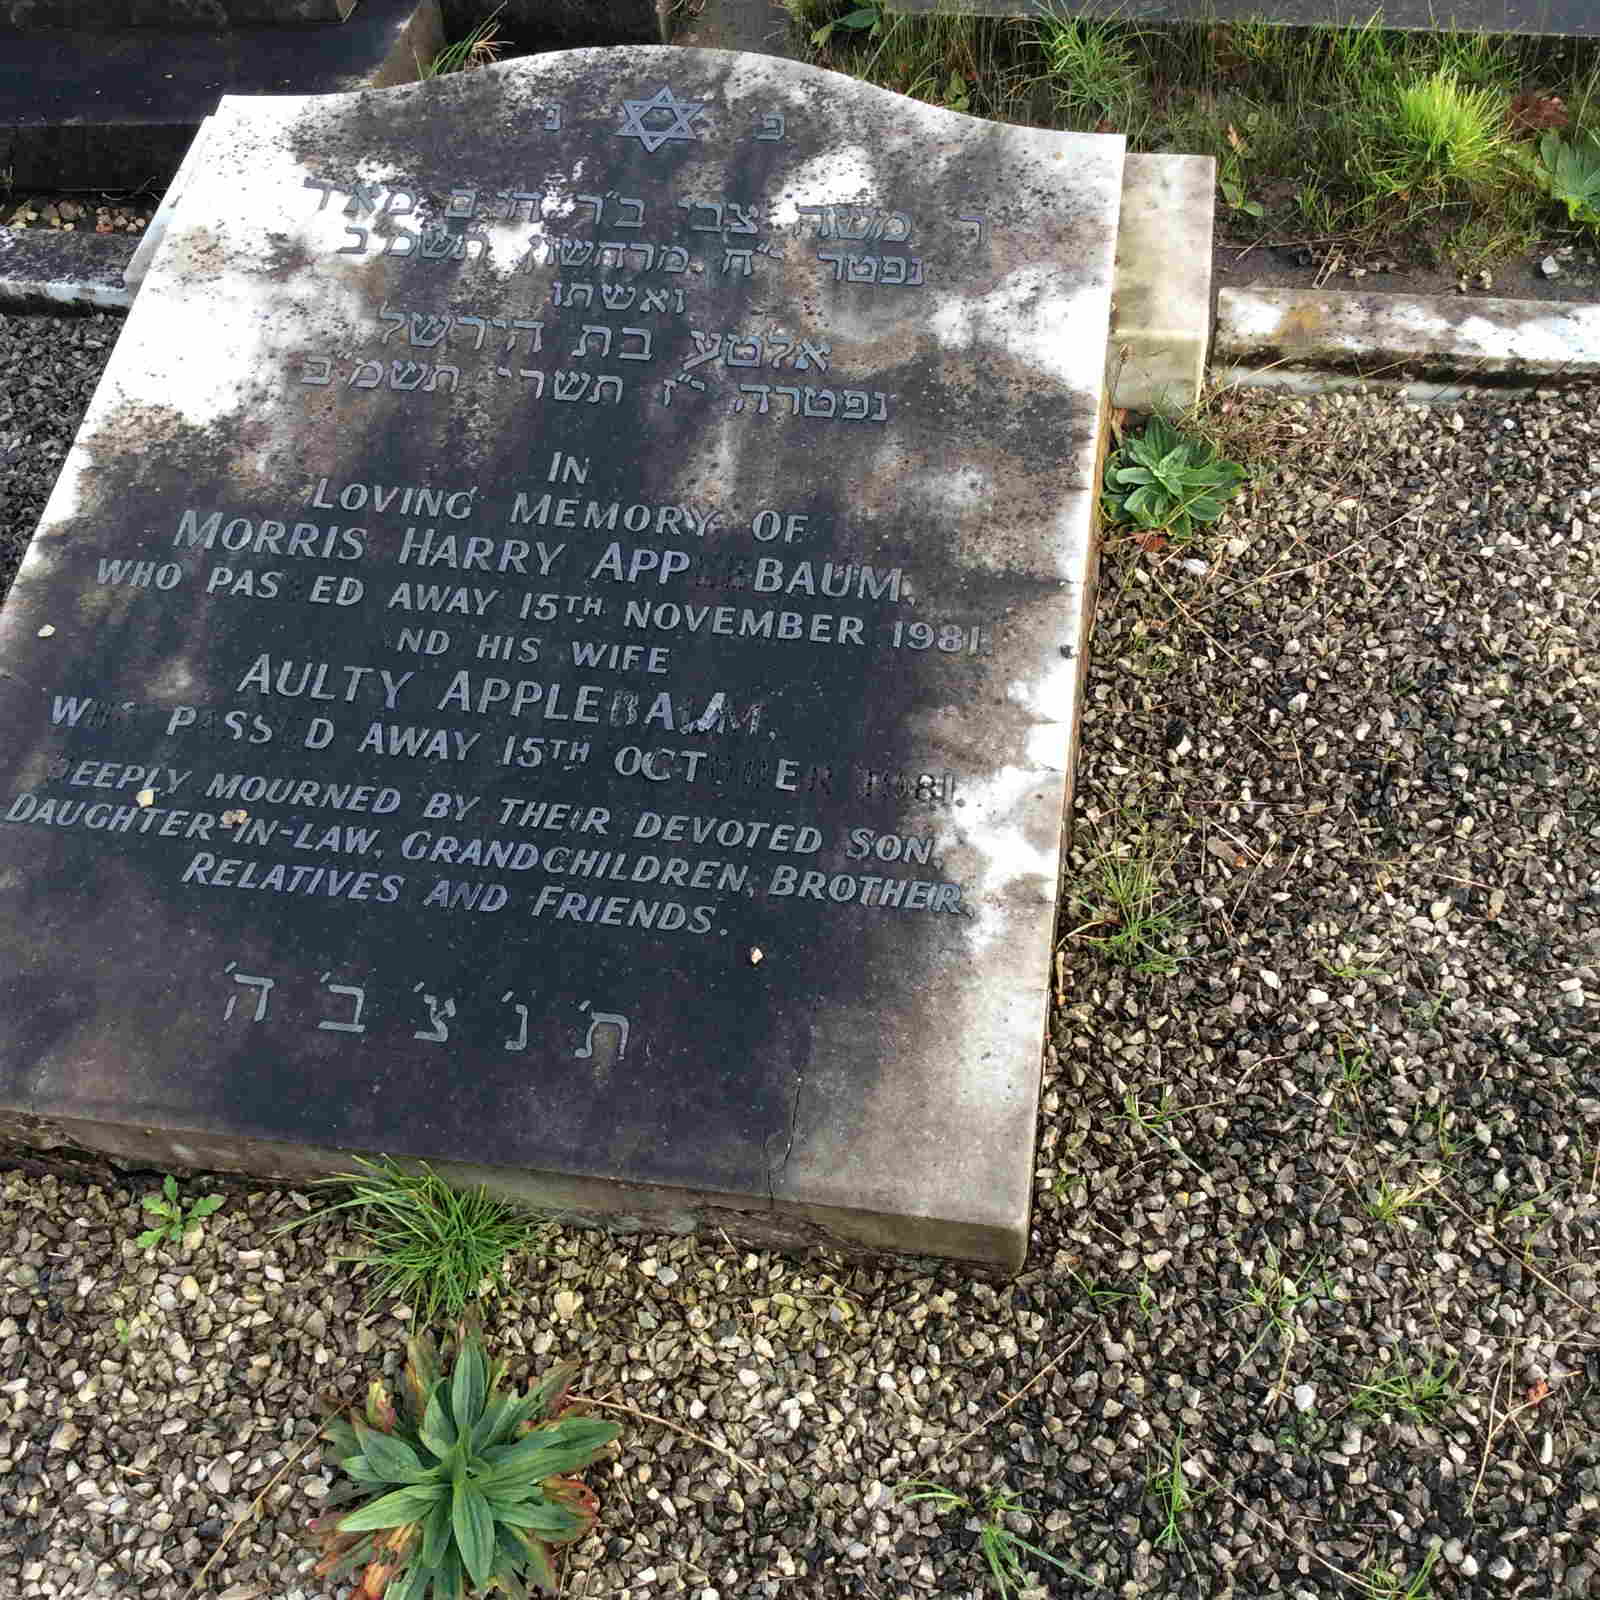 פ נ
ר משה צבי ב"ר חיים מאיר
נפטר י"ח מרחשון תשמ"ב
ואשתו
אלטע בת הירשל
נפטרה י"ז תשרי תשמ"ב
IN
LOVING MEMORY OF
MORRIS HARRY APPLEBAUM,
WHO PASSED AWAY 15TH NOVEMBER 1981.
ND HIS WIFE
AULTY APPLEBAUM,
WHO PASSED AWAY 15TH OCTOBER 1981.
DEEPLY MOURNED BY THEIR DEVOTED SON,
DAUGHTER-IN-LAW, GRANDCHILDREN, BROTHER,
RELATIVES AND FRIENDS.
ת' נ' צ' ב' ה'